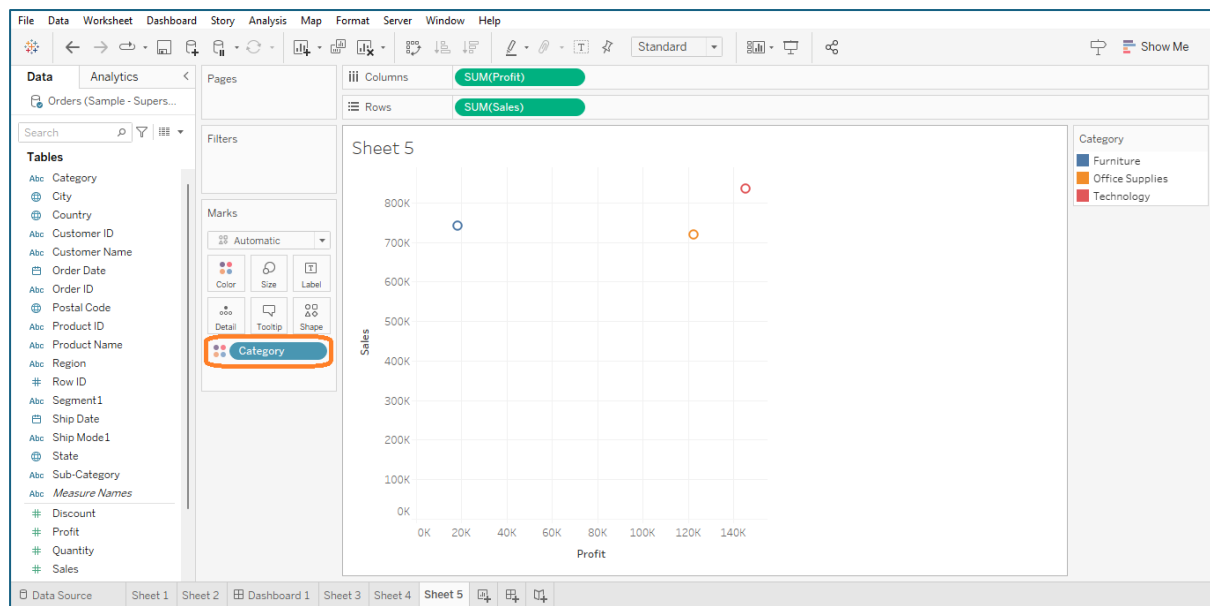 File Data Worksheet Dashboard Story Analysis Map Format Server Window Help
Standard
Show Me
Data Analytics
Orders (Sample - Supers...
Search
Tables
Abc Category
City
Country
Abc Customer ID
Abc Customer Name
Order Date
Abc Order ID
Postal Code
Abc Product ID
Abc Product Name
Abc Region
# Row ID
Abc Segment1
Ship Date
Abc Ship Mode1
State
Abc Sub-Category
Abc Measure Names
# Discount
# Profit
# Quantity
# Sales
Pages
Filters
Marks
Automatic
Color Size Label
Detail Tooltip Shape
Category
Columns SUM(Profit)
Rows SUM(Sales)
Sheet 5
800K
700K
600K
500K
400K
300K
200K
100K
0K
Sales
0K 20K 40K 60K 80K 100K 120K 140K
Profit
Category
Furniture
Office Supplies
Technology
Data Source Sheet 1 Sheet 2 Dashboard 1 Sheet 3 Sheet 4 Sheet 5